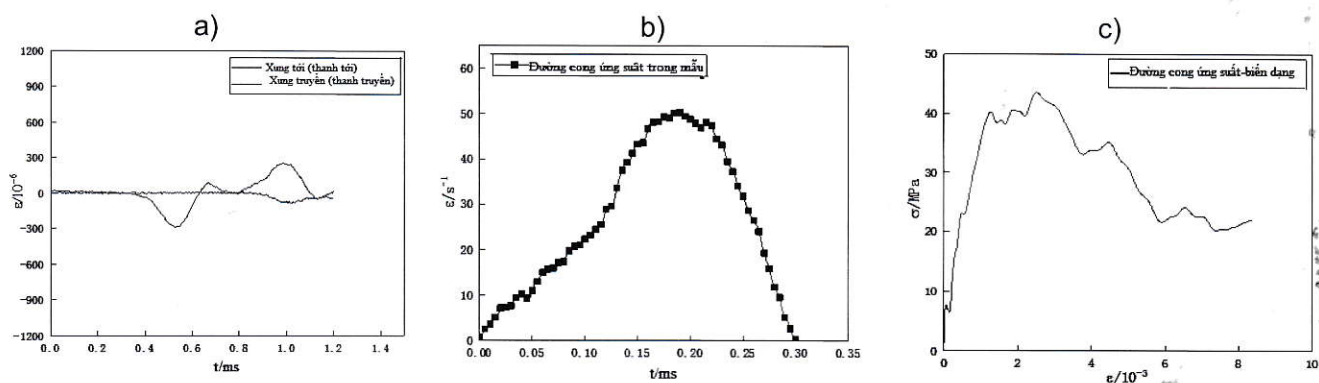 a)
1200
900
600
300
0
-300
-600
-900
-1200
ε/10⁻⁶
Xung tới (thanh tới)
Xung truyền (thanh truyền)
0.0 0.2 0.4 0.6 0.8 1.0 1.2 1.4
t/ms
b)
60
50
40
30
20
10
0
ε̇/s⁻¹
Đường cong ứng suất trong mẫu
0.00 0.05 0.10 0.15 0.20 0.25 0.30 0.35
t/ms
c)
50
40
30
20
10
0
σ/MPa
Đường cong ứng suất-biến dạng
0 2 4 6 8 10
ε/10⁻³